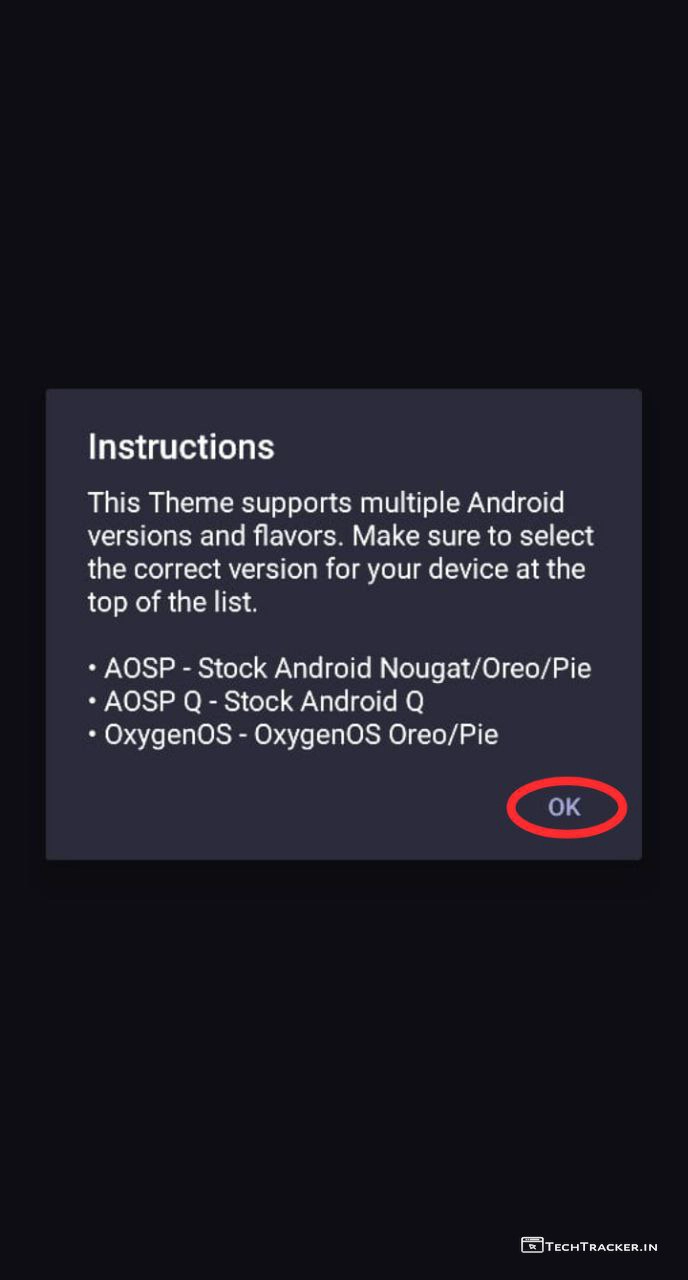 Instructions
This Theme supports multiple Android
versions and flavors. Make sure to select
the correct version for your device at the
top of the list.
• AOSP - Stock Android Nougat/Oreo/Pie
• AOSP Q - Stock Android Q
• OxygenOS - OxygenOS Oreo/Pie
OK
TECHTRACKER.IN